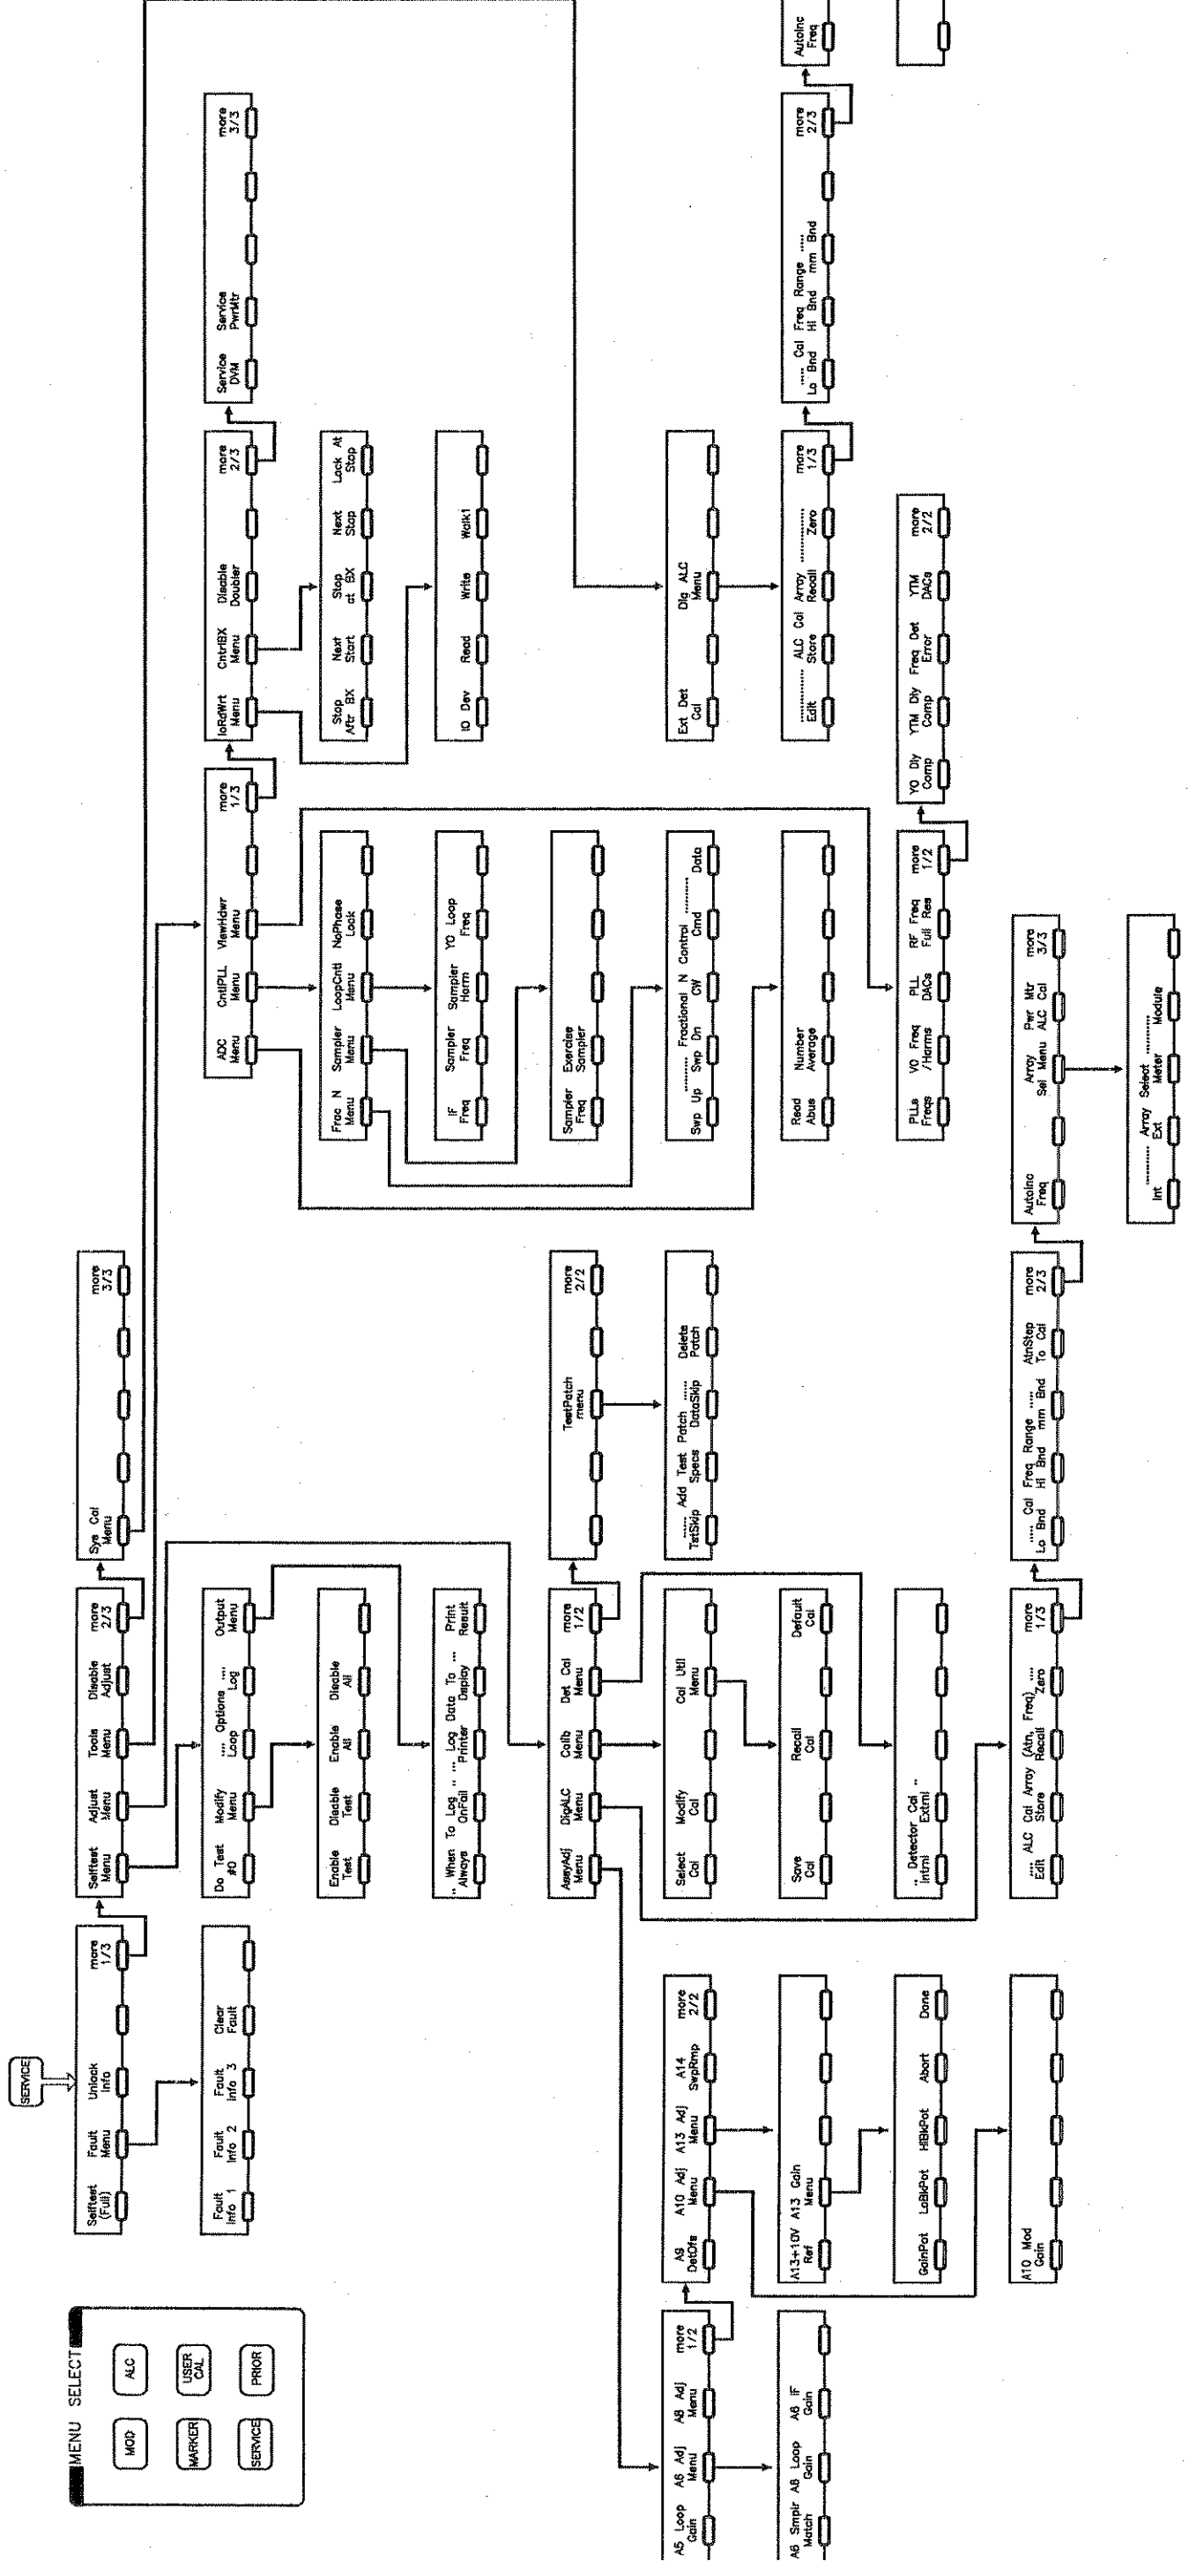 MENU SELECT
MOD
ALC
MARKER
USER
CAL
SERVICE
PRIOR
SERVICE
Selftest
(Full)
Fault
Menu
Unlock
Info
more
1/3
Fault
Info 1
Fault
Info 2
Fault
Info 3
Clear
Fault
Selftest
Menu
Adjust
Menu
Tools
Menu
Disable
Adjust
more
2/3
Sys Cal
Menu
more
3/3
Do Test
#0
Modify
Menu
.... Options ....
Loop
Log
Output
Menu
Enable
Test
Disable
Test
Enable
All
Disable
All
.. When To Log ..
Always
OnFail
... Log Data To ...
Printer
Display
Print
Result
AssyAdj
Menu
DigALC
Menu
Calib
Menu
Det Cal
Menu
more
1/2
TestPatch
menu
more
2/2
...... Add Test Patch ......
TstSkip
Specs
DataSkip
Delete
Patch
Select
Cal
Modify
Cal
Cal Util
Menu
Save
Cal
Recall
Cal
Default
Cal
.. Detector Cal ..
Intrnl
Extrnl
.... ALC Cal Array (Atn, Freq) ....
Edit
Store
Recall
Zero
more
1/3
..... Cal Freq Range .....
Lo Bnd
Hi Bnd
mm Bnd
AtnStep
To Cal
more
2/3
AutoInc
Freq
Array
Sel Menu
Pwr Mtr
ALC Cal
more
3/3
.......... Array Select ..........
Int
Ext
Meter
Module
A5 Loop
Gain
A6 Adj
Menu
A8 Adj
Menu
more
1/2
A6 Smplr
Match
A6 Loop
Gain
A6 IF
Gain
A9
DetOfs
A10 Adj
Menu
A13 Adj
Menu
A14
SwpRmp
more
2/2
A13+10V
Ref
A13 Gain
Menu
GainPot
LoBkPot
HiBkPot
Abort
Done
A10 Mod
Gain
ADC
Menu
CntlPLL
Menu
ViewHdwr
Menu
more
1/3
IoRdWrt
Menu
CntrlBX
Menu
Disable
Doubler
more
2/3
Service
DVM
Service
PwrMtr
more
3/3
Frac N
Menu
Sampler
Menu
LoopCntl
Menu
NoPhase
Lock
IF
Freq
Sampler
Freq
Sampler
Harm
YO Loop
Freq
Sampler
Freq
Exercise
Sampler
.......... Fractional N Control ..........
Swp Up
Swp Dn
CW
Cmd
Data
Read
Abus
Number
Average
PLLs
Freqs
VO Freq
/Harms
PLL
DACs
RF Freq
Full Res
more
1/2
YO Dly
Comp
YTM Dly
Comp
Freq Det
Error
YTM
DACs
more
2/2
Stop
Aftr BX
Next
Start
Stop
at BX
Next
Stop
Lock At
Stop
IO Dev
Read
Write
Walk1
Ext Det
Cal
Dig ALC
Menu
........... ALC Cal Array ...........
Edit
Store
Recall
Zero
more
1/3
..... Cal Freq Range .....
Lo Bnd
Hi Bnd
mm Bnd
more
2/3
AutoInc
Freq